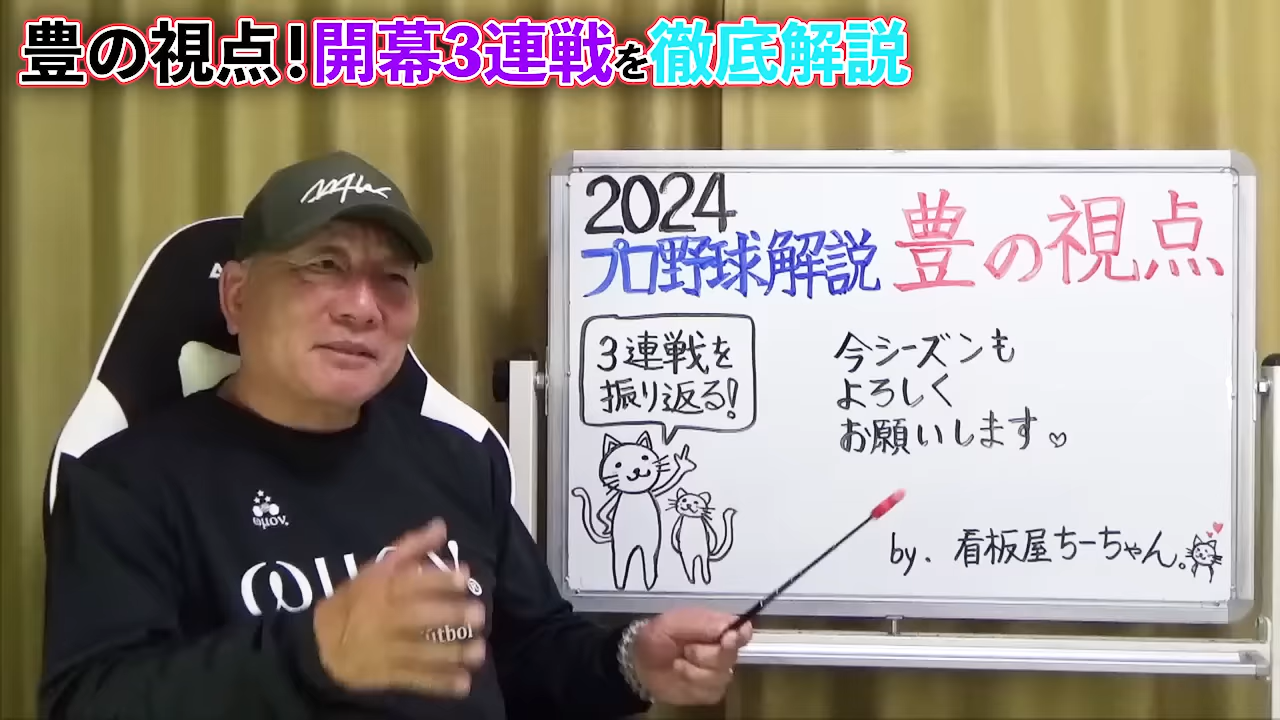 豊の視点!開幕3連戦を徹底解説
2024
プロ野球解説 豊の視点
3連戦を
振り返る!
今シーズンも
よろしく
お願いします♡
by. 看板屋ちーちゃん。
ωμον.
®
futbol